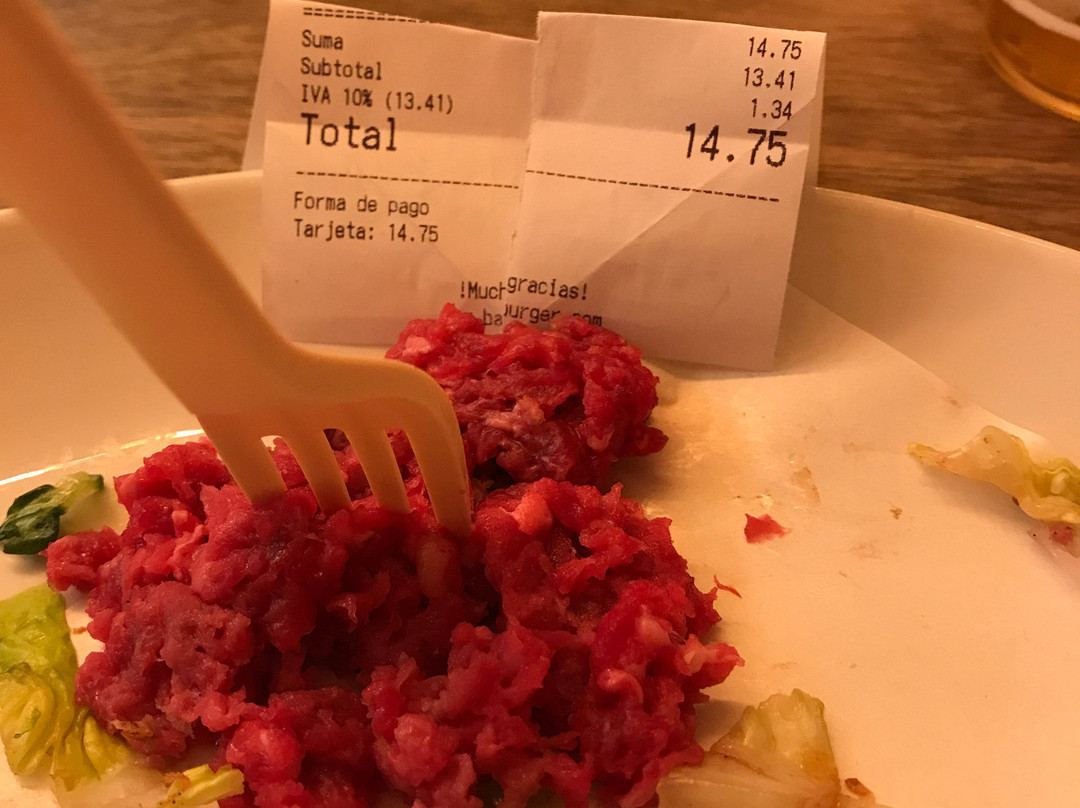 Suma 14.75
Subtotal 13.41
IVA 10% (13.41) 1.34
Total 14.75
Forma de pago
Tarjeta: 14.75
!Much gracias!